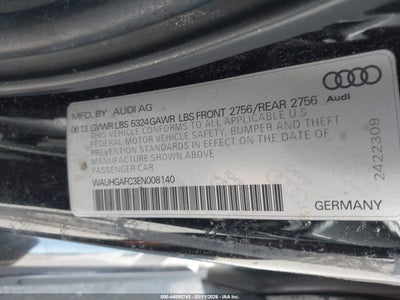 MFD. BY AUDI AG
06.13 GVWR LBS 5324 GAWR LBS FRONT 2756/REAR 2756
THIS VEHICLE CONFORMS TO ALL APPLICABLE U.S
FEDERAL MOTOR VEHICLE SAFETY, BUMPER AND THEFT
PREVENTION STANDARDS IN EFFECT ON THE DATE OF
MANUFACTURE SHOWN ABOVE
PASSENGER CAR
WAUHGAFC3EN008140
Audi
2422309
GERMANY